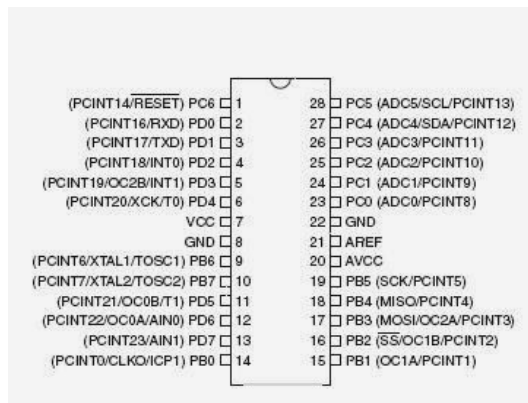 (PCINT14/RESET) PC6 1 28 PC5 (ADC5/SCL/PCINT13)
(PCINT16/RXD) PD0 2 27 PC4 (ADC4/SDA/PCINT12)
(PCINT17/TXD) PD1 3 26 PC3 (ADC3/PCINT11)
(PCINT18/INT0) PD2 4 25 PC2 (ADC2/PCINT10)
(PCINT19/OC2B/INT1) PD3 5 24 PC1 (ADC1/PCINT9)
(PCINT20/XCK/T0) PD4 6 23 PC0 (ADC0/PCINT8)
VCC 7 22 GND
GND 8 21 AREF
(PCINT6/XTAL1/TOSC1) PB6 9 20 AVCC
(PCINT7/XTAL2/TOSC2) PB7 10 19 PB5 (SCK/PCINT5)
(PCINT21/OC0B/T1) PD5 11 18 PB4 (MISO/PCINT4)
(PCINT22/OC0A/AIN0) PD6 12 17 PB3 (MOSI/OC2A/PCINT3)
(PCINT23/AIN1) PD7 13 16 PB2 (SS/OC1B/PCINT2)
(PCINT0/CLKO/ICP1) PB0 14 15 PB1 (OC1A/PCINT1)